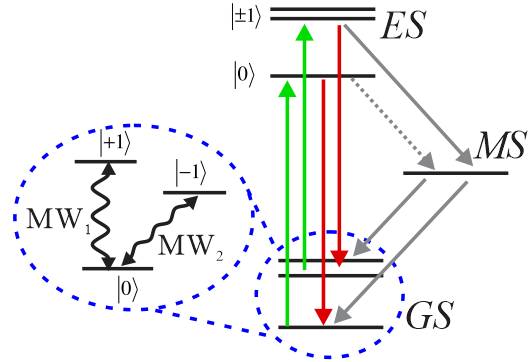 |±1⟩
ES
|0⟩
MS
|+1⟩
|−1⟩
MW₁
MW₂
|0⟩
GS